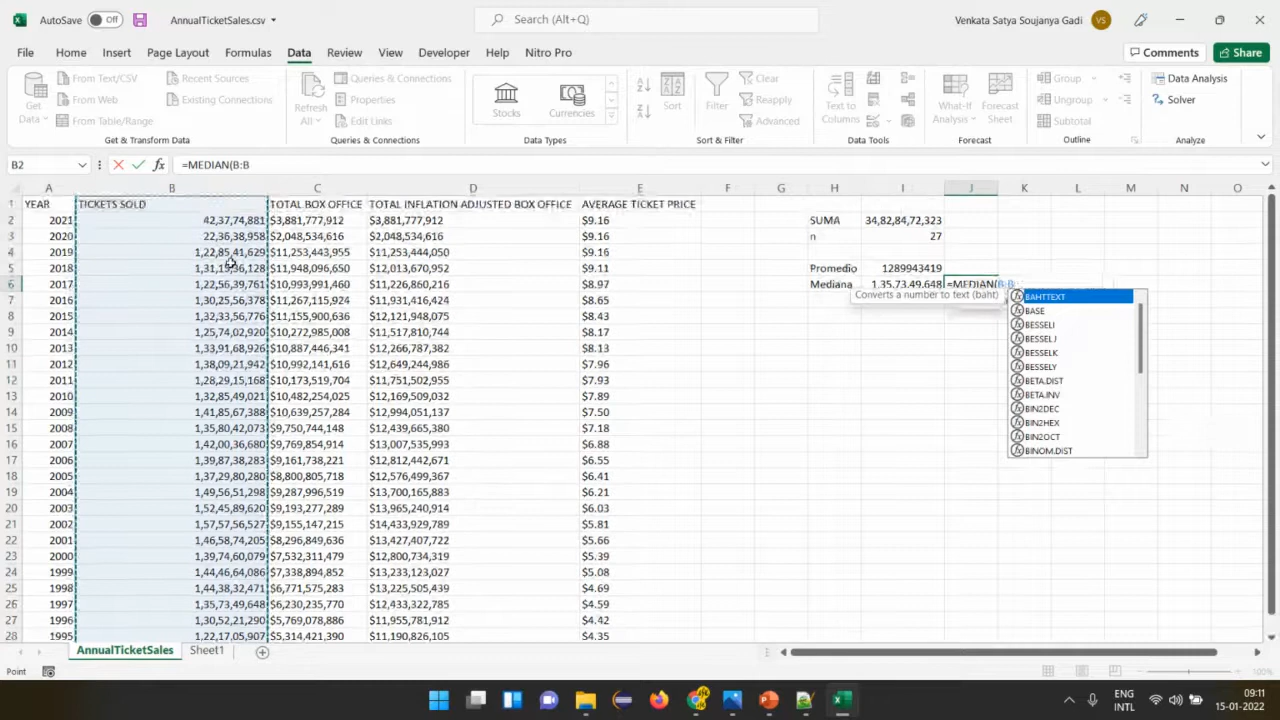 AutoSave Off AnnualTicketSales.csv Search (Alt+Q) Venkata Satya Soujanya Gadi VS
File Home Insert Page Layout Formulas Data Review View Developer Help Nitro Pro Comments Share
Get Data
From Text/CSV
From Web
From Table/Range
Recent Sources
Existing Connections
Get & Transform Data
Refresh All
Queries & Connections
Properties
Edit Links
Queries & Connections
Stocks
Currencies
Data Types
Sort
Filter
Clear
Reapply
Advanced
Sort & Filter
Text to Columns
Data Tools
What-If Analysis
Forecast Sheet
Forecast
Group
Ungroup
Subtotal
Outline
Data Analysis
Solver
Analyze
B2 fx =MEDIAN(B:B
A B C D E F G H I J K L M N O
1 YEAR TICKETS SOLD TOTAL BOX OFFICE TOTAL INFLATION ADJUSTED BOX OFFICE AVERAGE TICKET PRICE
2 2021 42,37,74,881 $3,881,777,912 $3,881,777,912 $9.16 SUMA 34,82,84,72,323
3 2020 22,36,38,958 $2,048,534,616 $2,048,534,616 $9.16 n 27
4 2019 1,22,85,41,629 $11,253,443,955 $11,253,444,050 $9.16
5 2018 $11,948,096,650 $12,013,670,952 $9.11 Promedio 1289943419
6 2017 1,22,56,39,761 $10,993,991,460 $11,226,860,216 $8.97 Mediana 1,35,73,49,648 =MEDIAN(B:B
Converts a number to text (baht)
7 2016 1,30,25,56,378 $11,267,115,924 $11,931,416,424 $8.65
8 2015 1,32,33,56,776 $11,155,900,636 $12,121,948,075 $8.43
9 2014 1,25,74,02,920 $10,272,985,008 $11,517,810,744 $8.17
10 2013 1,33,91,68,926 $10,887,446,341 $12,266,787,382 $8.13
11 2012 1,38,09,21,942 $10,992,141,616 $12,649,244,986 $7.96
12 2011 1,28,29,15,168 $10,173,519,704 $11,751,502,955 $7.93
13 2010 1,32,85,49,021 $10,482,254,025 $12,169,509,032 $7.89
14 2009 1,41,85,67,388 $10,639,257,284 $12,994,051,137 $7.50
15 2008 1,35,80,42,073 $9,750,744,148 $12,439,665,380 $7.18
16 2007 1,42,00,36,680 $9,769,854,914 $13,007,535,993 $6.88
17 2006 1,39,87,38,283 $9,161,738,221 $12,812,442,671 $6.55
18 2005 1,37,29,80,280 $8,800,805,718 $12,576,499,367 $6.41
19 2004 1,49,56,51,298 $9,287,996,519 $13,700,165,883 $6.21
20 2003 1,52,45,89,620 $9,193,277,289 $13,965,240,914 $6.03
21 2002 1,57,57,56,527 $9,155,147,215 $14,433,929,789 $5.81
22 2001 1,46,58,74,205 $8,296,849,636 $13,427,407,722 $5.66
23 2000 1,39,74,60,079 $7,532,311,479 $12,800,734,319 $5.39
24 1999 1,44,46,64,086 $7,338,894,852 $13,233,123,027 $5.08
25 1998 1,44,38,32,471 $6,771,575,283 $13,225,505,439 $4.69
26 1997 1,35,73,49,648 $6,230,235,770 $12,433,322,785 $4.59
27 1996 1,30,52,21,290 $5,769,078,886 $11,955,781,912 $4.42
28 1995 1,22,17,05,907 $5,314,421,390 $11,190,826,105 $4.35
BAHTTEXT
BASE
BESSELI
BESSELJ
BESSELK
BESSELY
BETA.DIST
BETA.INV
BIN2DEC
BIN2HEX
BIN2OCT
BINOM.DIST
AnnualTicketSales Sheet1
Point 100%
ENG INTL 09:11 15-01-2022